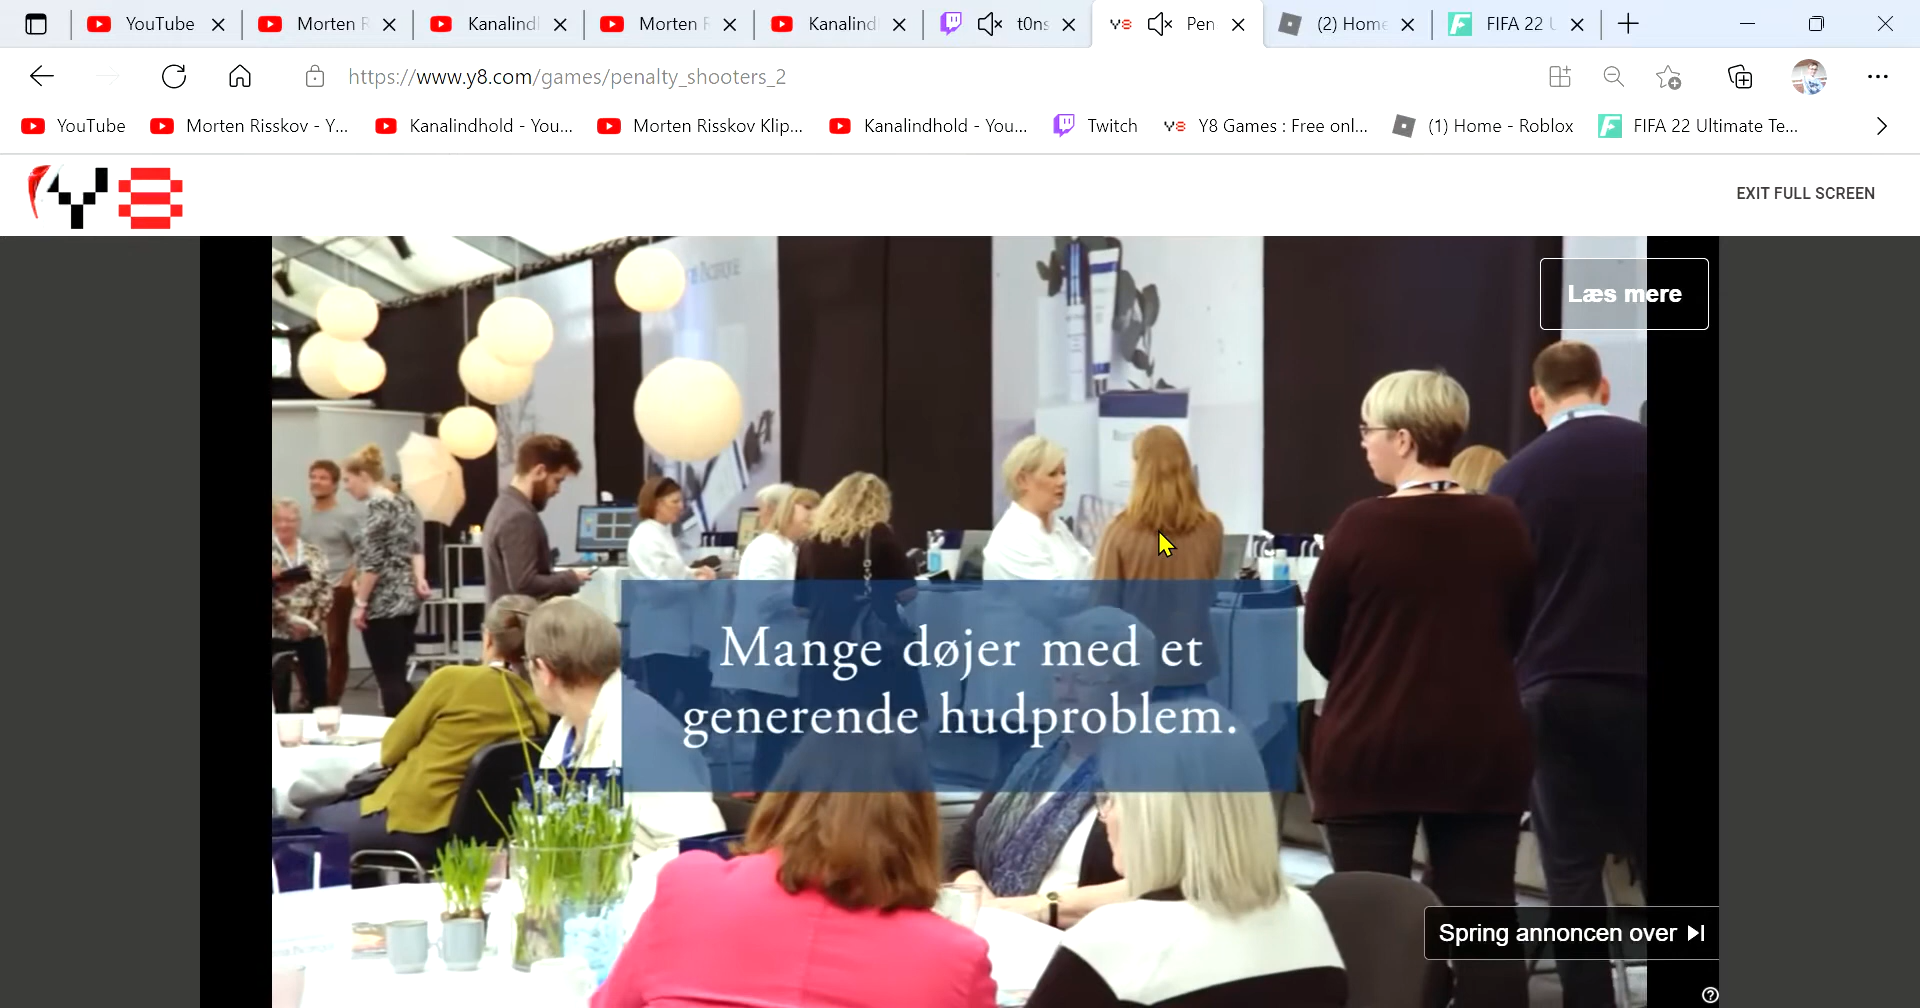 YouTube
Morten R
Kanalind
Morten F
Kanalind
t0ns
Pen
(2) Home
FIFA 22 U
https://www.y8.com/games/penalty_shooters_2
YouTube
Morten Risskov - Y...
Kanalindhold - You...
Morten Risskov Klip...
Kanalindhold - You...
Twitch
Y8 Games : Free onl...
(1) Home - Roblox
FIFA 22 Ultimate Te...
Y8
EXIT FULL SCREEN
Læs mere
Mange døjer med et
generende hudproblem.
Spring annoncen over